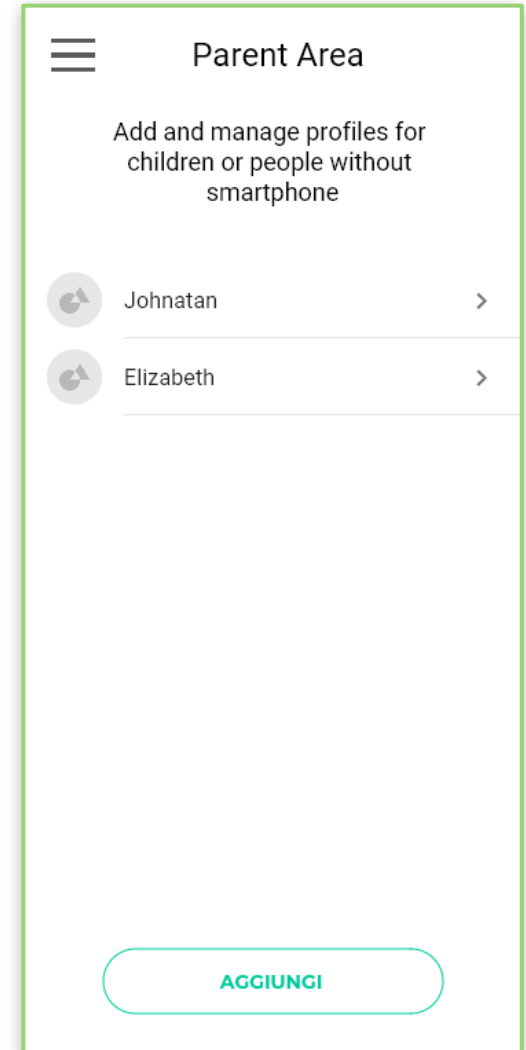 Parent Area
Add and manage profiles for
children or people without
smartphone
Johnatan
Elizabeth
AGGIUNGI